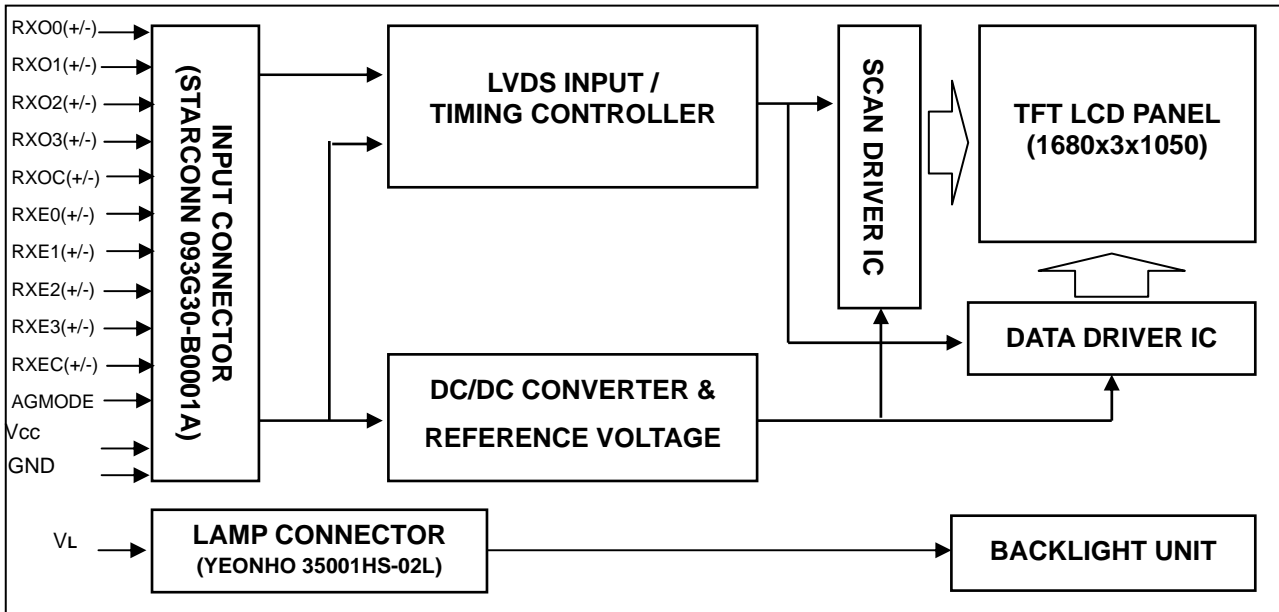 RXO0(+/-)
RXO1(+/-)
RXO2(+/-)
RXO3(+/-)
RXOC(+/-)
RXE0(+/-)
RXE1(+/-)
RXE2(+/-)
RXE3(+/-)
RXEC(+/-)
AGMODE
Vcc
GND
VL
INPUT CONNECTOR
(STARCONN 093G30-B0001A)
LVDS INPUT /
TIMING CONTROLLER
SCAN DRIVER IC
TFT LCD PANEL
(1680x3x1050)
DATA DRIVER IC
DC/DC CONVERTER &
REFERENCE VOLTAGE
LAMP CONNECTOR
(YEONHO 35001HS-02L)
BACKLIGHT UNIT